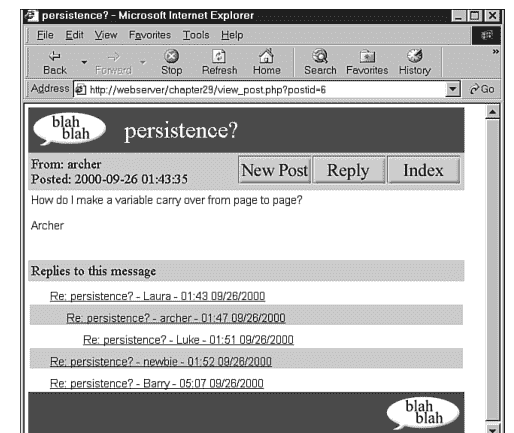 persistence? - Microsoft Internet Explorer
File Edit View Favorites Tools Help
Back Forward Stop Refresh Home Search Favorites History »
Address http://webserver/chapter29/view_post.php?postid=6 Go
blah
blah
persistence?
From: archer
Posted: 2000-09-26 01:43:35
New Post Reply Index
How do I make a variable carry over from page to page?
Archer
Replies to this message
Re: persistence? - Laura - 01:43 09/26/2000
Re: persistence? - archer - 01:47 09/26/2000
Re: persistence? - Luke - 01:51 09/26/2000
Re: persistence? - newbie - 01:52 09/26/2000
Re: persistence? - Barry - 05:07 09/26/2000
blah
blah